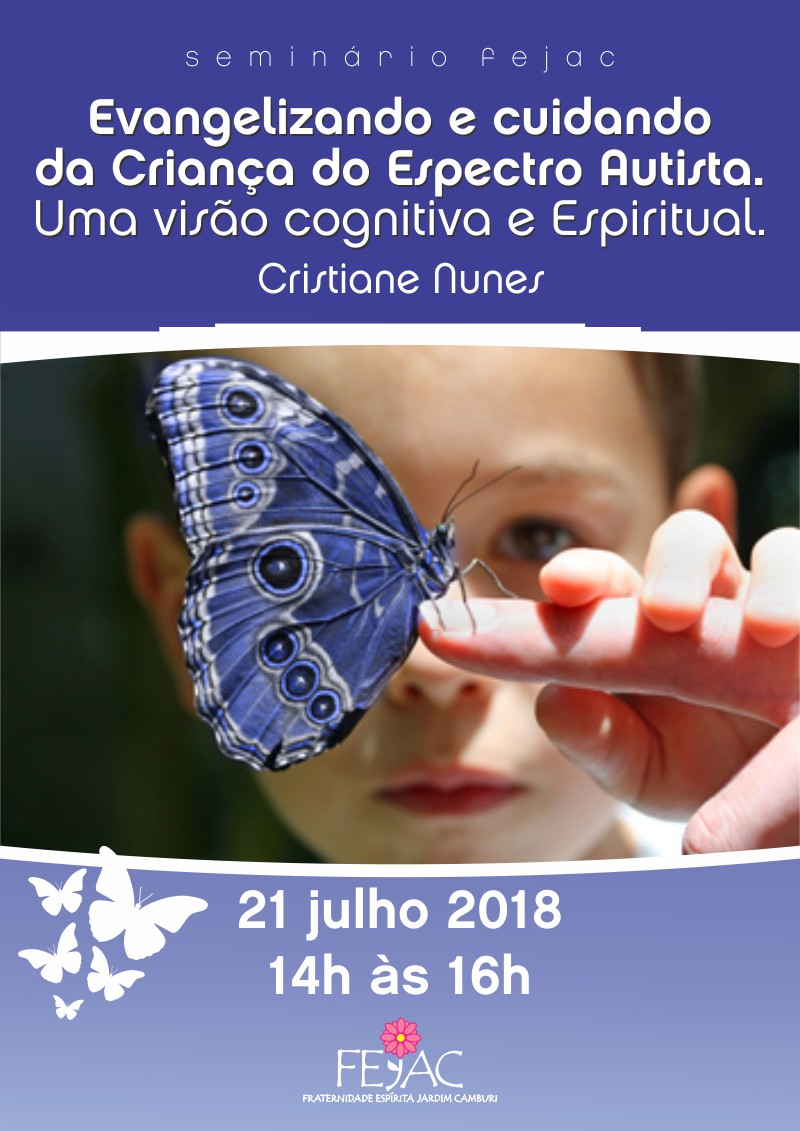 seminário fejac
Evangelizando e cuidando
da Criança do Espectro Autista.
Uma visão cognitiva e Espiritual.
Cristiane Nunes
21 julho 2018
14h às 16h
FEJAC
FRATERNIDADE ESPÍRITA JARDIM CAMBURI